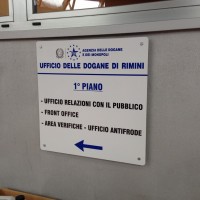 AGENZIA DELLE DOGANE
E DEI MONOPOLI
UFFICIO DELLE DOGANE DI RIMINI
1° PIANO
- UFFICIO RELAZIONI CON IL PUBBLICO
- FRONT OFFICE
- AREA VERIFICHE - UFFICIO ANTIFRODE